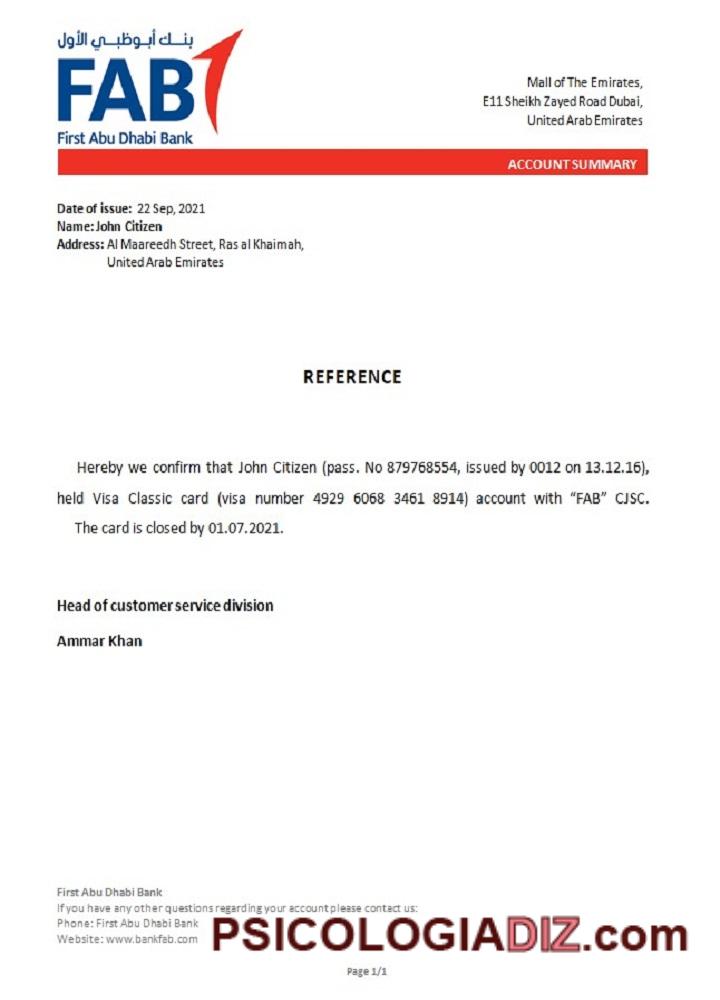 بنك أبوظبي الأول
FAB
First Abu Dhabi Bank
Mall of The Emirates,
E11 Sheikh Zayed Road Dubai,
United Arab Emirates
ACCOUNT SUMMARY
Date of issue: 22 Sep, 2021
Name: John Citizen
Address: Al Maareedh Street, Ras al Khaimah,
United Arab Emirates
REFERENCE
Hereby we confirm that John Citizen (pass. No 879768554, issued by 0012 on 13.12.16),
held Visa Classic card (visa number 4929 6068 3461 8914) account with “FAB” CJSC.
The card is closed by 01.07.2021.
Head of customer service division
Ammar Khan
First Abu Dhabi Bank
If you have any other questions regarding your account please contact us:
Phone: First Abu Dhabi Bank
Website: www.bankfab.com
PSICOLOGIADIZ.com
Page 1/1